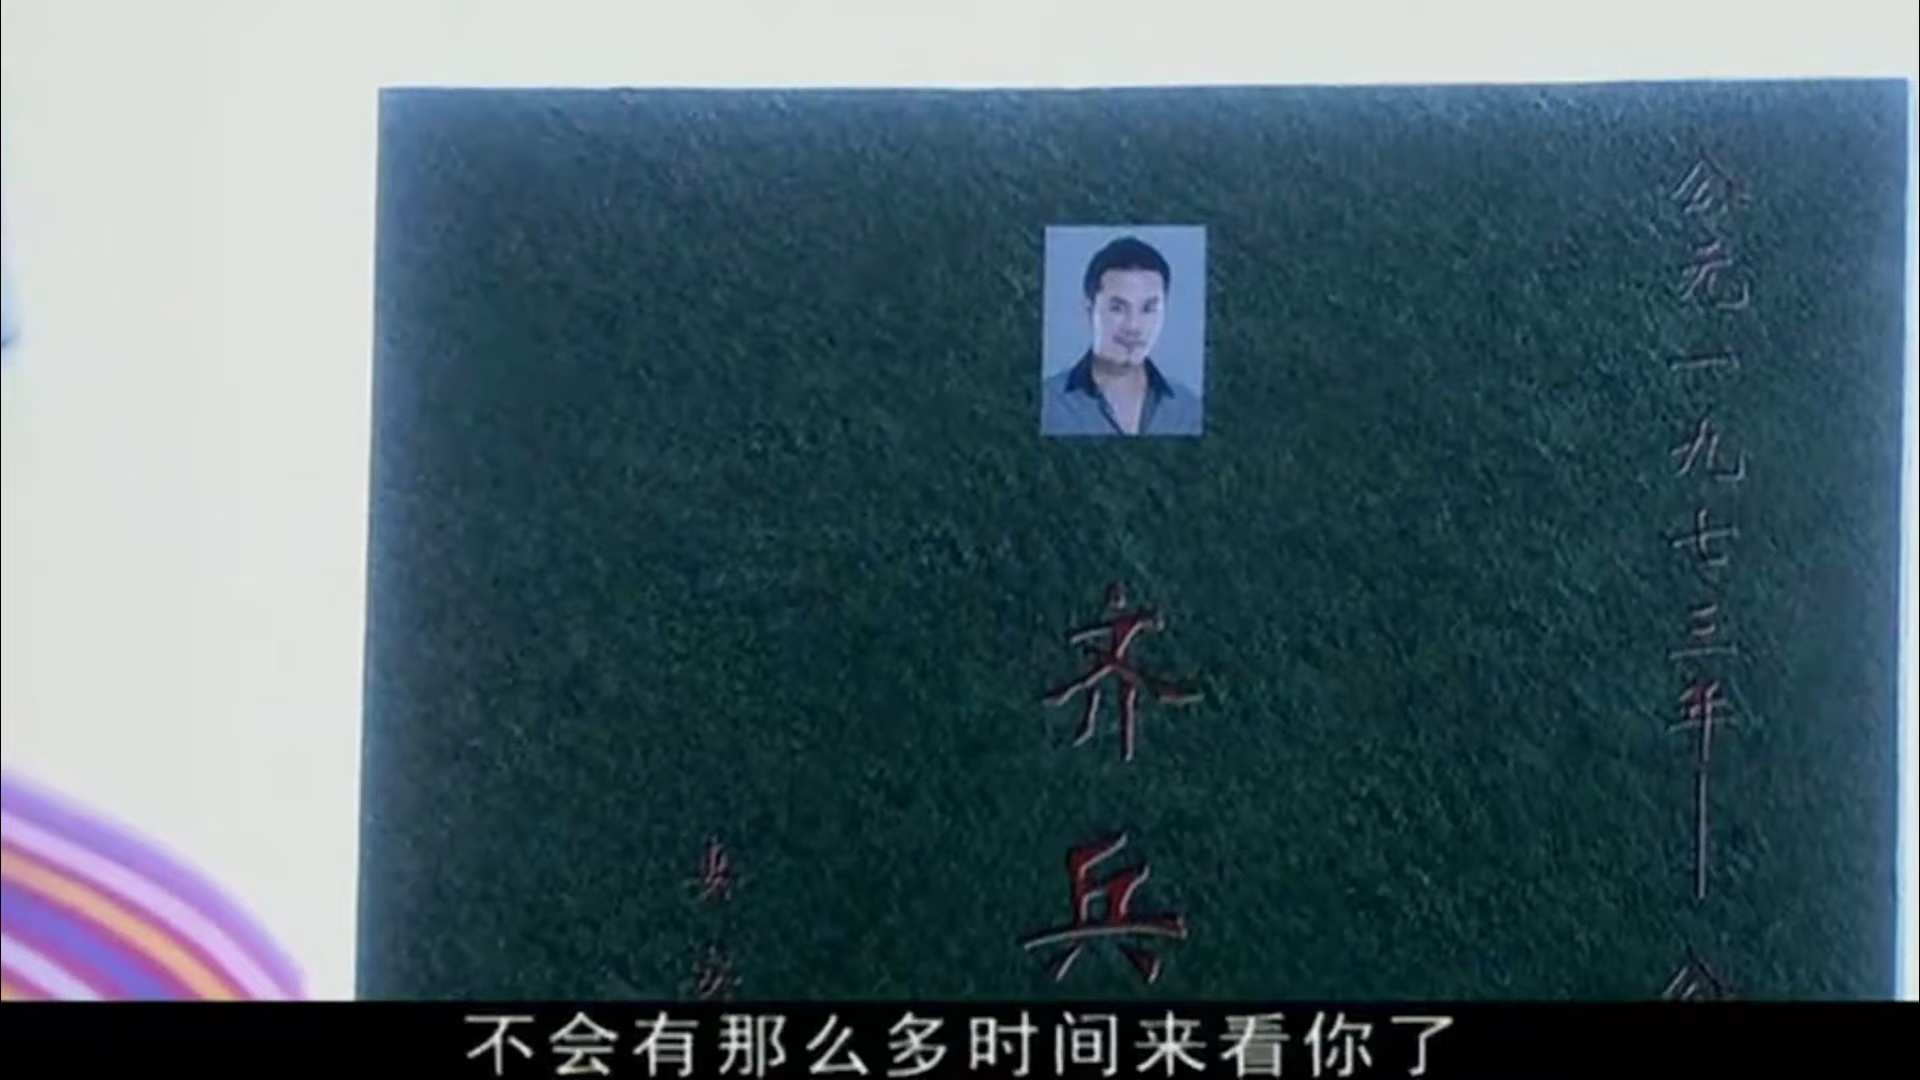 公元一九七三年—公
齐兵
不会有那么多时间来看你了